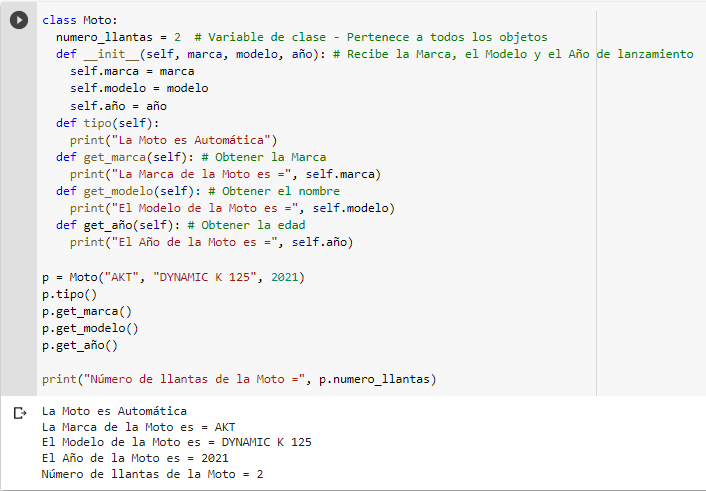 class Moto:
  numero_llantas = 2  # Variable de clase - Pertenece a todos los objetos
  def __init__(self, marca, modelo, año): # Recibe la Marca, el Modelo y el Año de lanzamiento
    self.marca = marca
    self.modelo = modelo
    self.año = año
  def tipo(self):
    print("La Moto es Automática")
  def get_marca(self): # Obtener la Marca
    print("La Marca de la Moto es =", self.marca)
  def get_modelo(self): # Obtener el nombre
    print("El Modelo de la Moto es =", self.modelo)
  def get_año(self): # Obtener la edad
    print("El Año de la Moto es =", self.año)

p = Moto("AKT", "DYNAMIC K 125", 2021)
p.tipo()
p.get_marca()
p.get_modelo()
p.get_año()

print("Número de llantas de la Moto =", p.numero_llantas)
La Moto es Automática
La Marca de la Moto es = AKT
El Modelo de la Moto es = DYNAMIC K 125
El Año de la Moto es = 2021
Número de llantas de la Moto = 2